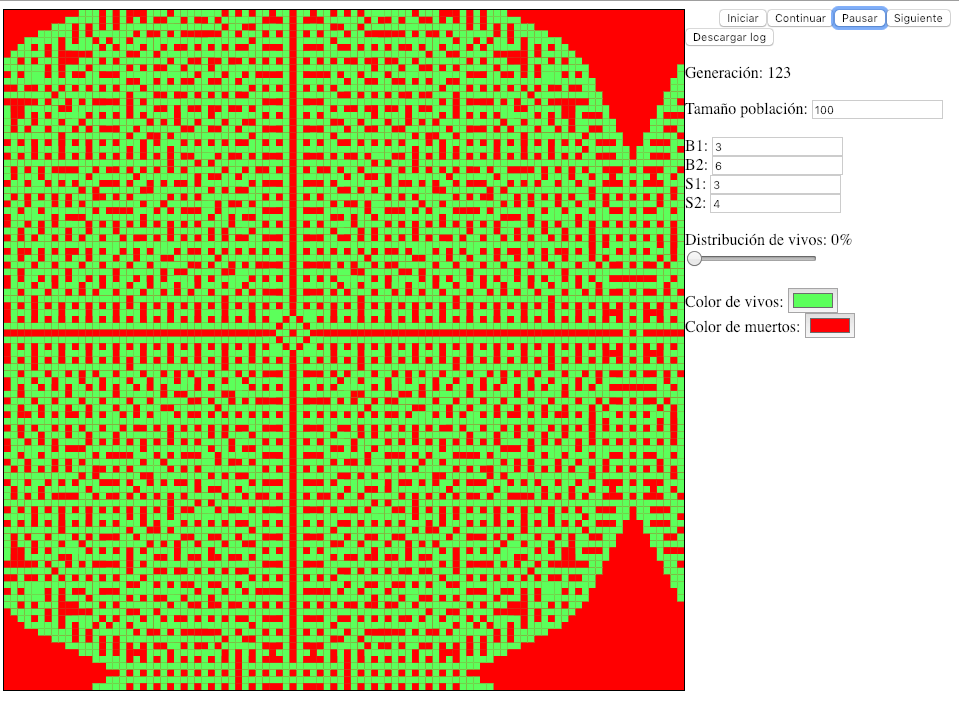 Iniciar Continuar Pausar Siguiente
Descargar log
Generación: 123
Tamaño población: 100
B1: 3
B2: 6
S1: 3
S2: 4
Distribución de vivos: 0%
Color de vivos:
Color de muertos: